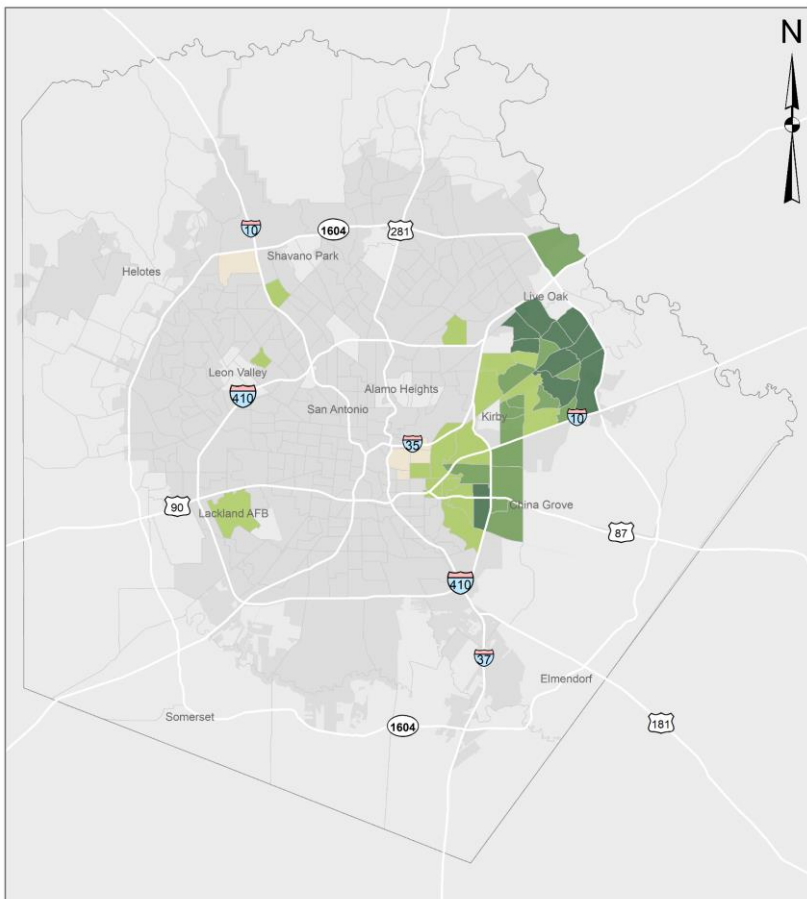 N
10
1604
281
Shavano Park
Helotes
Live Oak
Leon Valley
410
Alamo Heights
San Antonio
Kirby
10
35
90
Lackland AFB
China Grove
87
410
37
Elmendorf
Somerset
1604
181